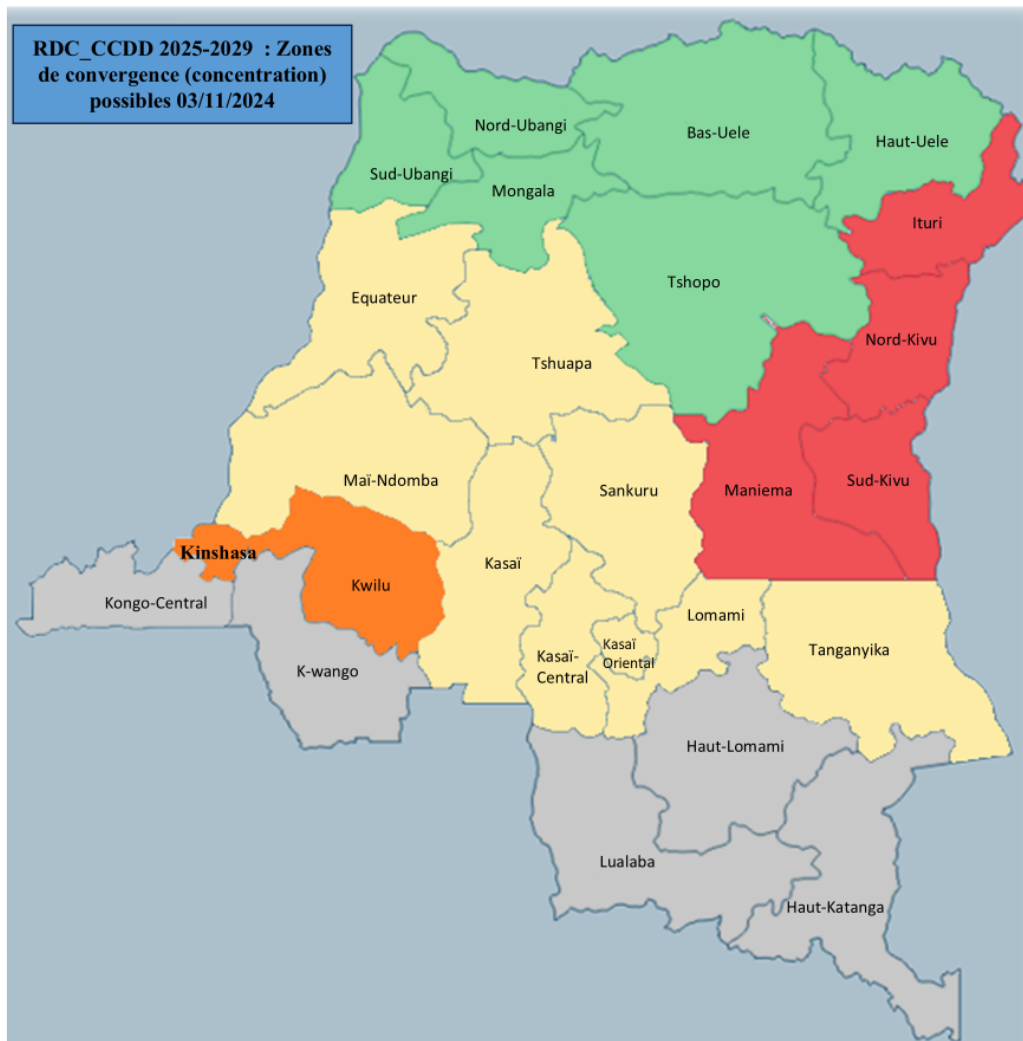 RDC_CCDD 2025-2029 : Zones
de convergence (concentration)
possibles 03/11/2024
Nord-Ubangi
Bas-Uele
Haut-Uele
Sud-Ubangi
Mongala
Ituri
Tshopo
Equateur
Nord-Kivu
Tshuapa
Maï-Ndomba
Sankuru
Maniema
Sud-Kivu
Kinshasa
Kasaï
Kwilu
Kongo-Central
Lomami
Kasaï
Oriental
Kasaï-
Central
Tanganyika
K-wango
Haut-Lomami
Lualaba
Haut-Katanga